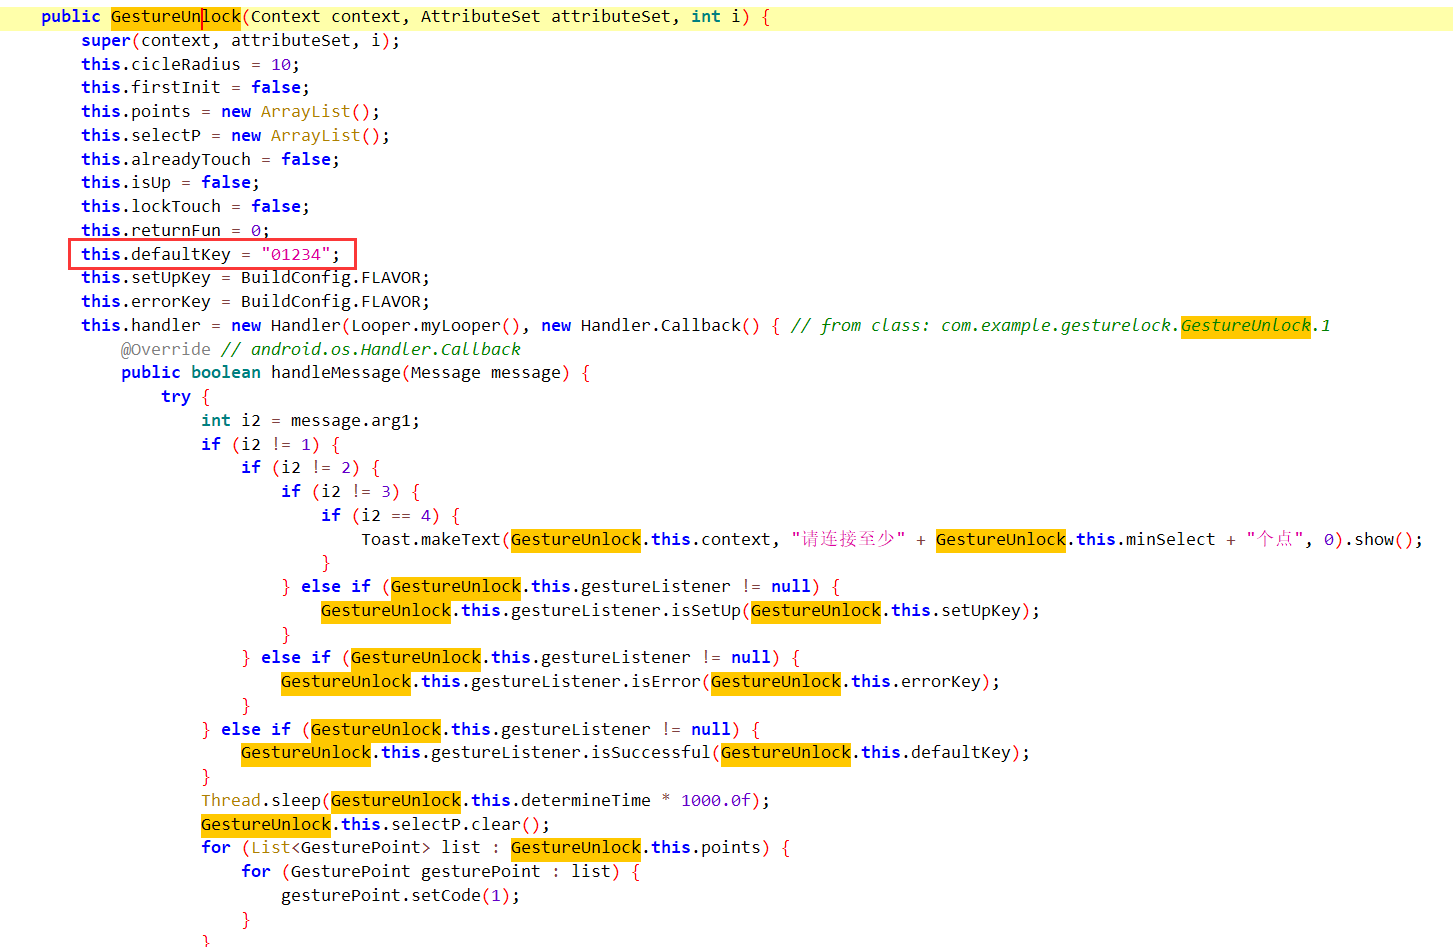 public GestureUnlock(Context context, AttributeSet attributeSet, int i) {
super(context, attributeSet, i);
this.cicleRadius = 10;
this.firstInit = false;
this.points = new ArrayList();
this.selectP = new ArrayList();
this.alreadyTouch = false;
this.isUp = false;
this.lockTouch = false;
this.returnFun = 0;
this.defaultKey = "01234";
this.setUpKey = BuildConfig.FLAVOR;
this.errorKey = BuildConfig.FLAVOR;
this.handler = new Handler(Looper.myLooper(), new Handler.Callback() { // from class: com.example.gesturelock.GestureUnlock.1
@Override // android.os.Handler.Callback
public boolean handleMessage(Message message) {
try {
int i2 = message.arg1;
if (i2 != 1) {
if (i2 != 2) {
if (i2 != 3) {
if (i2 == 4) {
Toast.makeText(GestureUnlock.this.context, "请连接至少" + GestureUnlock.this.minSelect + "个点", 0).show();
}
} else if (GestureUnlock.this.gestureListener != null) {
GestureUnlock.this.gestureListener.isSetUp(GestureUnlock.this.setUpKey);
}
} else if (GestureUnlock.this.gestureListener != null) {
GestureUnlock.this.gestureListener.isError(GestureUnlock.this.errorKey);
}
} else if (GestureUnlock.this.gestureListener != null) {
GestureUnlock.this.gestureListener.isSuccessful(GestureUnlock.this.defaultKey);
}
Thread.sleep(GestureUnlock.this.determineTime * 1000.0f);
GestureUnlock.this.selectP.clear();
for (List<GesturePoint> list : GestureUnlock.this.points) {
for (GesturePoint gesturePoint : list) {
gesturePoint.setCode(1);
}
}